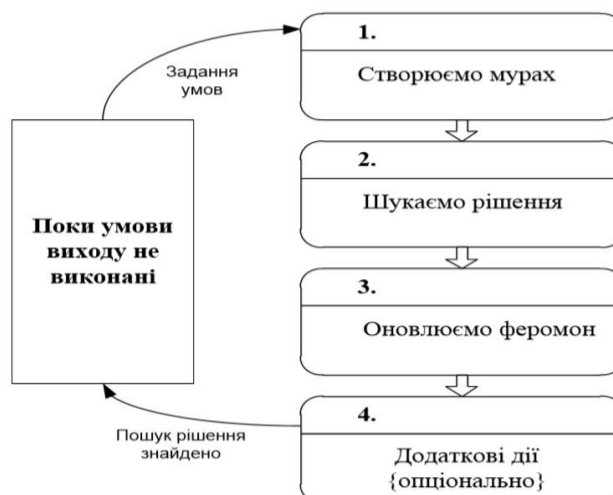 1.
Створюємо мурах
Задання
умов
2.
Шукаємо рішення
Поки умови
виходу не
виконані
3.
Оновлюємо феромон
4.
Додаткові дії
{опціонально}
Пошук рішення
знайдено